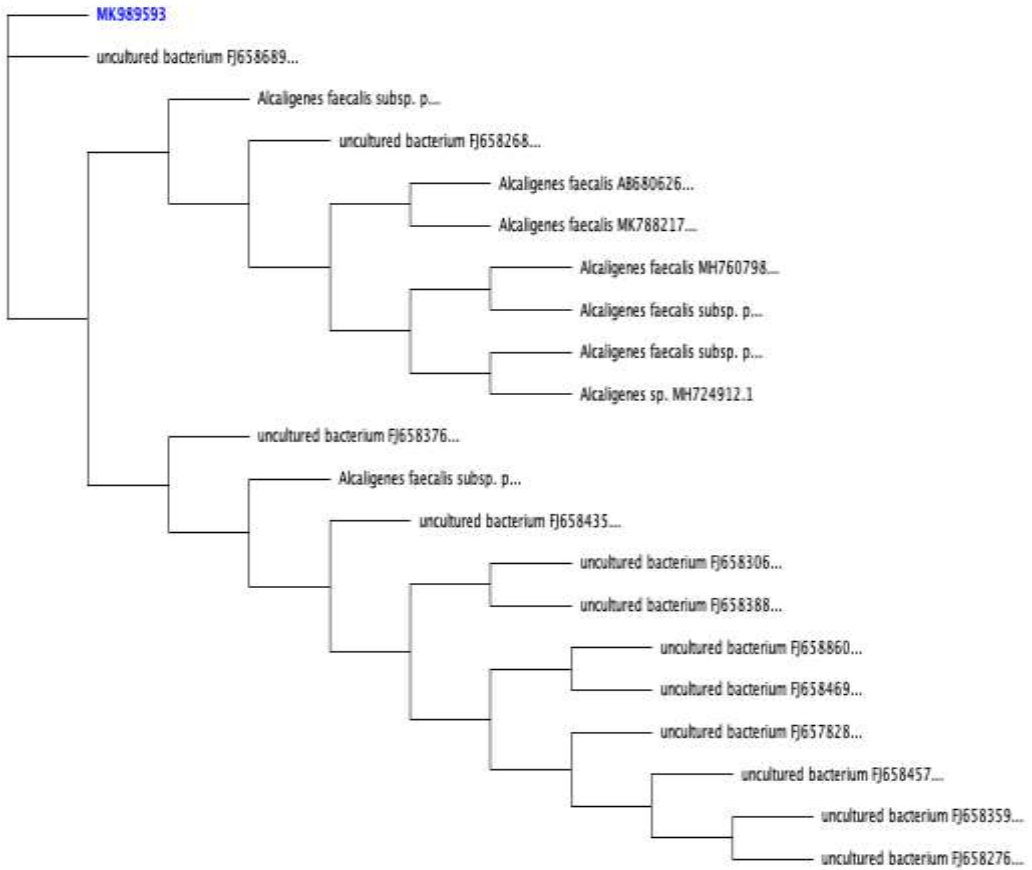 MK989593
uncultured bacterium FJ658689...
Alcaligenes faecalis subsp. p...
uncultured bacterium FJ658268...
Alcaligenes faecalis AB680626...
Alcaligenes faecalis MK788217...
Alcaligenes faecalis MH760798...
Alcaligenes faecalis subsp. p...
Alcaligenes faecalis subsp. p...
Alcaligenes sp. MH724912.1
uncultured bacterium FJ658376...
Alcaligenes faecalis subsp. p...
uncultured bacterium FJ658435...
uncultured bacterium FJ658306...
uncultured bacterium FJ658388...
uncultured bacterium FJ658860...
uncultured bacterium FJ658469...
uncultured bacterium FJ657828...
uncultured bacterium FJ658457...
uncultured bacterium FJ658359...
uncultured bacterium FJ658276...